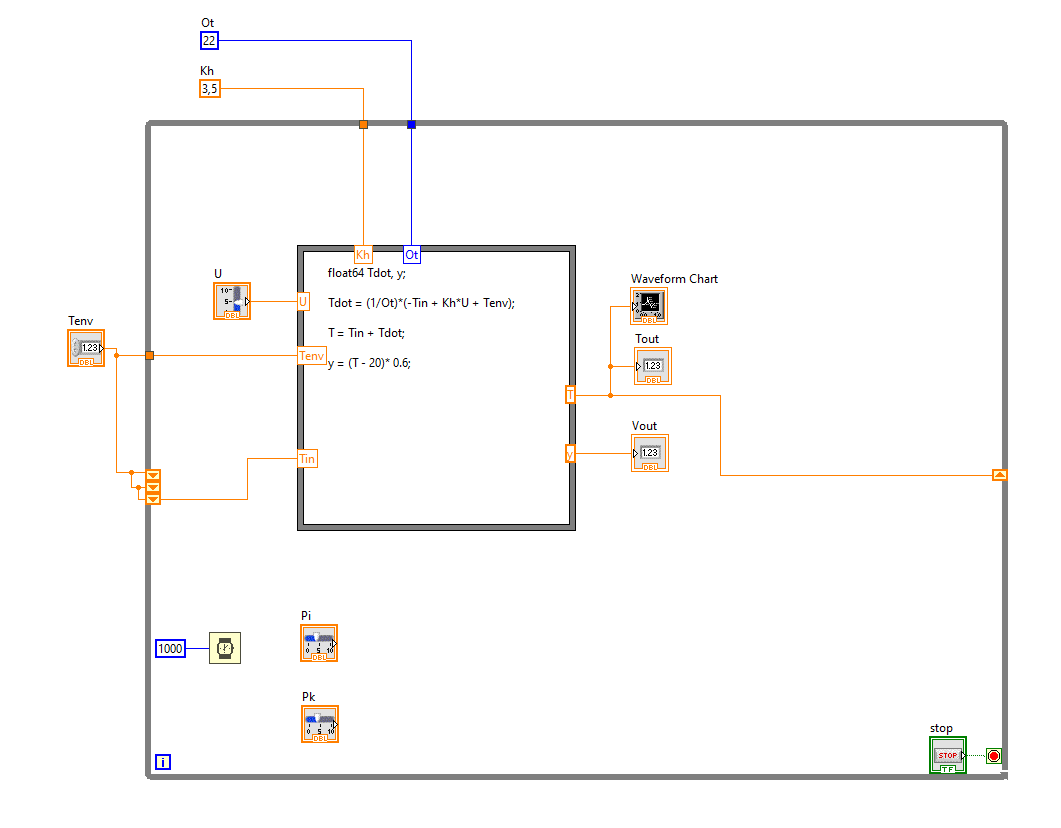 Ot
22
Kh
3,5
Kh
Ot
float64 Tdot, y;
U
10-
5-
DBL
U
Tdot = (1/Ot)*(-Tin + Kh*U + Tenv);
Waveform Chart
DBL
Tenv
1.23
DBL
T = Tin + Tdot;
Tout
1.23
DBL
Tenv
y = (T - 20)* 0.6;
T
Vout
1.23
DBL
y
Tin
Pi
0 5 10
DBL
1000
Pk
0 5 10
DBL
stop
STOP
TF
i